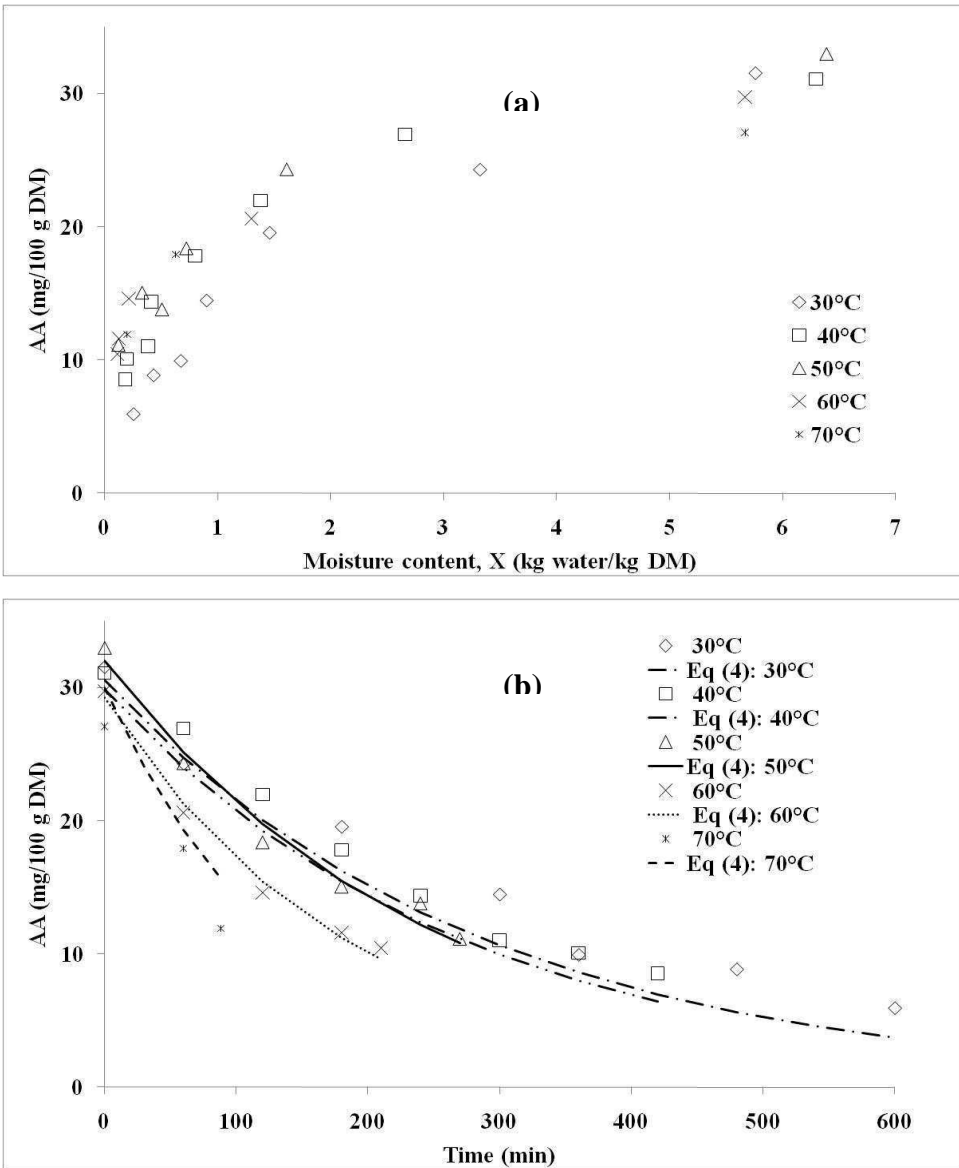 (a)
30
20
10
0
AA (mg/100 g DM)
30°C
40°C
50°C
60°C
70°C
0 1 2 3 4 5 6 7
Moisture content, X (kg water/kg DM)
(b)
30
20
10
0
AA (mg/100 g DM)
30°C
Eq (4): 30°C
40°C
Eq (4): 40°C
50°C
Eq (4): 50°C
60°C
Eq (4): 60°C
70°C
Eq (4): 70°C
0 100 200 300 400 500 600
Time (min)